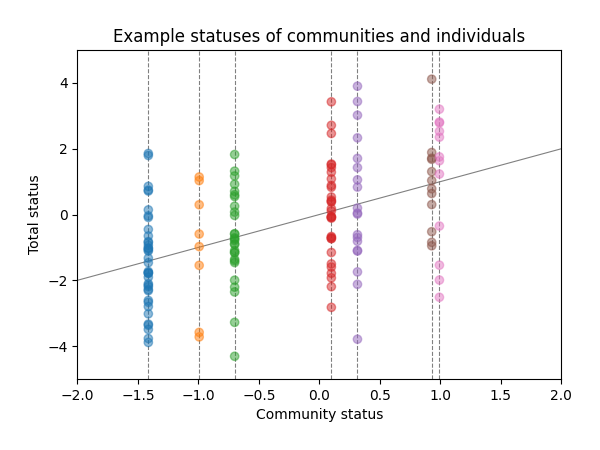 Example statuses of communities and individuals
Total status
4
2
0
−2
−4
−2.0 −1.5 −1.0 −0.5 0.0 0.5 1.0 1.5 2.0
Community status